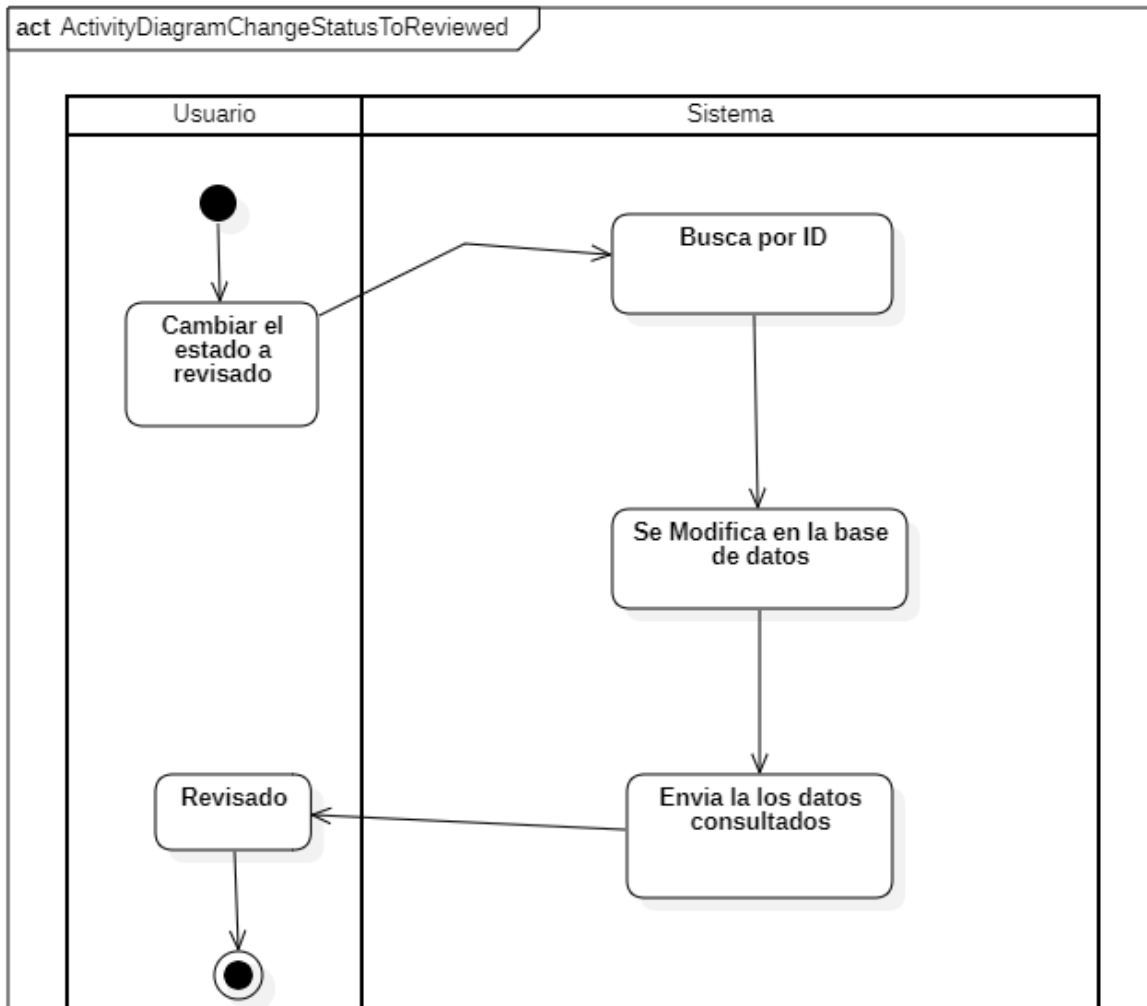 act ActivityDiagramChangeStatusToReviewed
Usuario
Sistema
Busca por ID
Cambiar el
estado a
revisado
Se Modifica en la base
de datos
Revisado
Envia la los datos
consultados